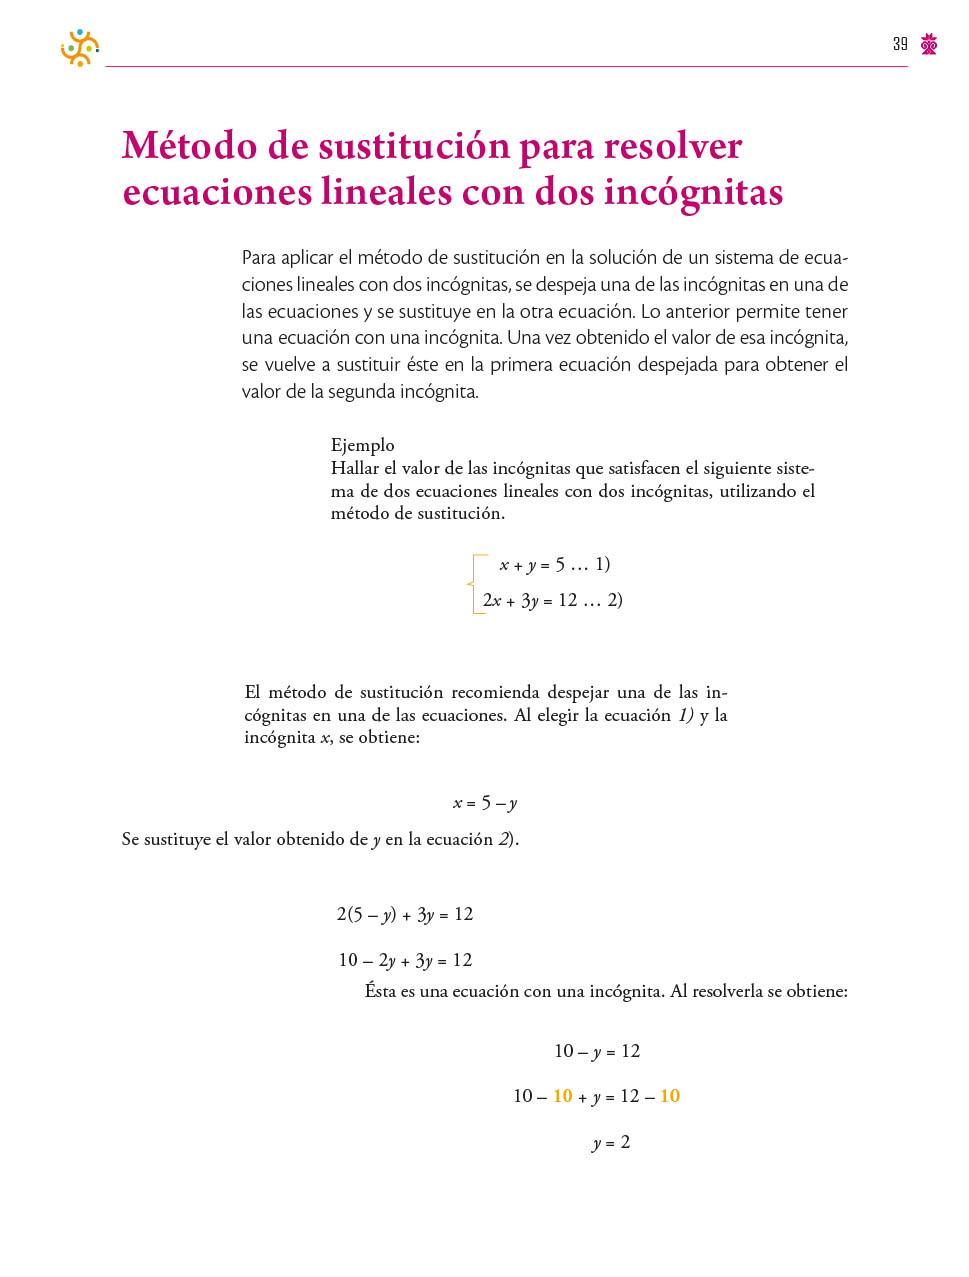 39
Método de sustitución para resolver
ecuaciones lineales con dos incógnitas
Para aplicar el método de sustitución en la solución de un sistema de ecua-
ciones lineales con dos incógnitas, se despeja una de las incógnitas en una de
las ecuaciones y se sustituye en la otra ecuación. Lo anterior permite tener
una ecuación con una incógnita. Una vez obtenido el valor de esa incógnita,
se vuelve a sustituir éste en la primera ecuación despejada para obtener el
valor de la segunda incógnita.
Ejemplo
Hallar el valor de las incógnitas que satisfacen el siguiente siste-
ma de dos ecuaciones lineales con dos incógnitas, utilizando el
método de sustitución.
x + y = 5 … 1)
2x + 3y = 12 … 2)
El método de sustitución recomienda despejar una de las in-
cógnitas en una de las ecuaciones. Al elegir la ecuación 1) y la
incógnita x, se obtiene:
x = 5 – y
Se sustituye el valor obtenido de y en la ecuación 2).
2(5 – y) + 3y = 12
10 – 2y + 3y = 12
Ésta es una ecuación con una incógnita. Al resolverla se obtiene:
10 – y = 12
10 – 10 + y = 12 – 10
y = 2